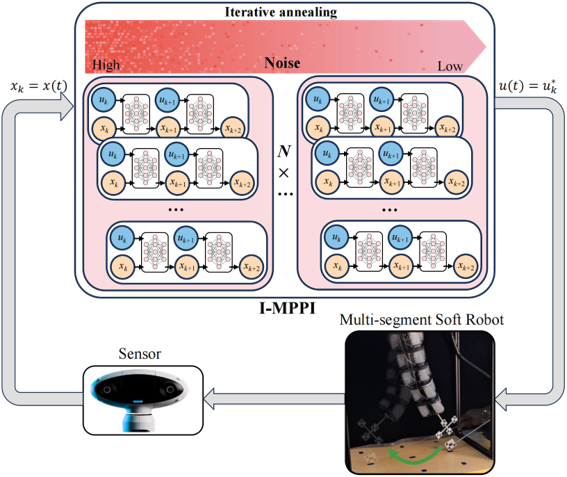 Iterative annealing
High Noise Low
x_k = x(t)
u(t) = u_k^*
u_k u_{k+1} u_k u_{k+1}
x_k x_{k+1} x_{k+2} x_k x_{k+1} x_{k+2}
u_k u_{k+1} N u_k u_{k+1}
×
x_k x_{k+1} x_{k+2} ... x_k x_{k+1} x_{k+2}
... ...
u_k u_{k+1} u_k u_{k+1}
x_k x_{k+1} x_{k+2} x_k x_{k+1} x_{k+2}
I-MPPI
Multi-segment Soft Robot
Sensor